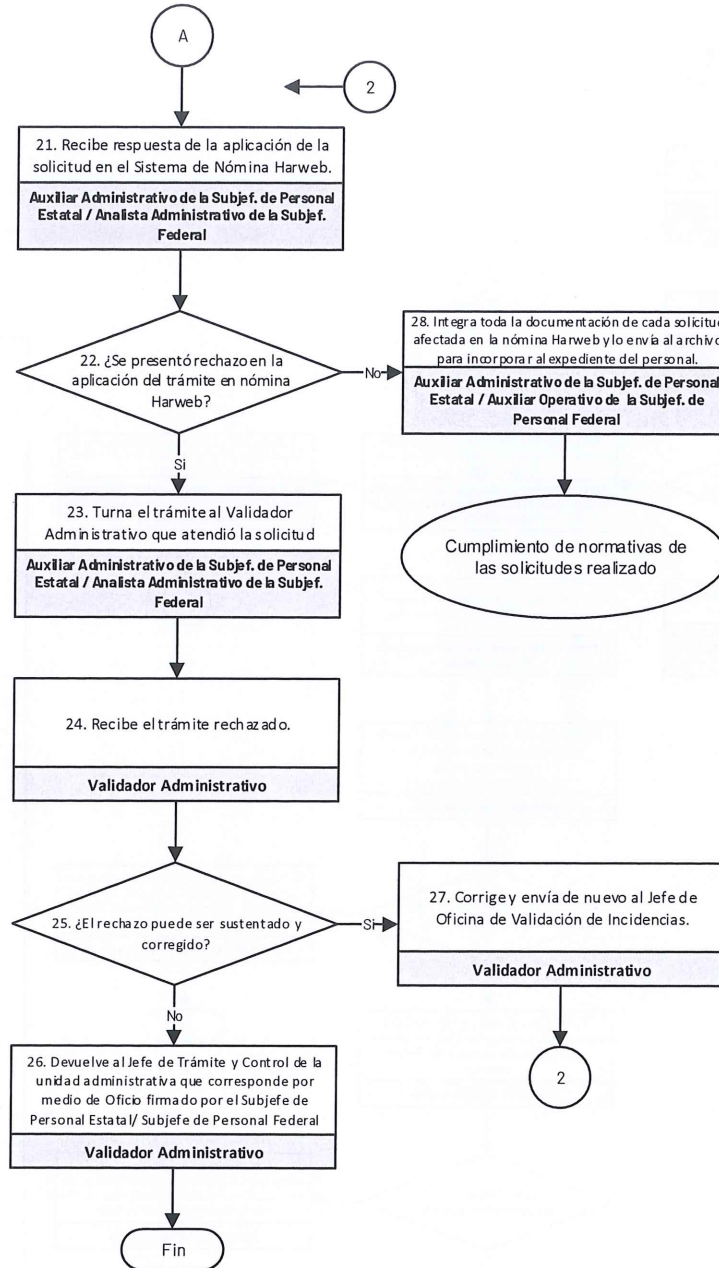 A
2
21. Recibe respuesta de la aplicación de la
solicitud en el Sistema de Nómina Harweb.
Auxiliar Administrativo de la Subjef. de Personal
Estatal / Analista Administrativo de la Subjef.
Federal
22. ¿Se presentó rechazo en la
aplicación del trámite en nómina
Harweb?
No
28. Integra toda la documentación de cada solicitud
afectada en la nómina Harweb y lo envía al archivo
para incorporar al expediente del personal.
Auxiliar Administrativo de la Subjef. de Personal
Estatal / Auxiliar Operativo de la Subjef. de
Personal Federal
Cumplimiento de normativas de
las solicitudes realizado
Si
23. Turna el trámite al Validador
Administrativo que atendió la solicitud
Auxiliar Administrativo de la Subjef. de Personal
Estatal / Analista Administrativo de la Subjef.
Federal
24. Recibe el trámite rechazado.
Validador Administrativo
25. ¿El rechazo puede ser sustentado y
corregido?
Si
27. Corrige y envía de nuevo al Jefe de
Oficina de Validación de Incidencias.
Validador Administrativo
2
No
26. Devuelve al Jefe de Trámite y Control de la
unidad administrativa que corresponde por
medio de Oficio firmado por el Subjefe de
Personal Estatal/ Subjefe de Personal Federal
Validador Administrativo
Fin